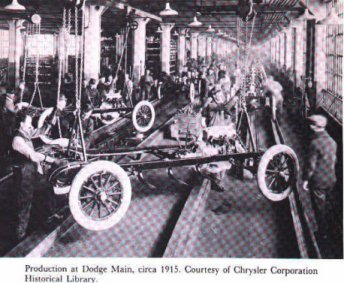 Production at Dodge Main, circa 1915. Courtesy of Chrysler Corporation
Historical Library.